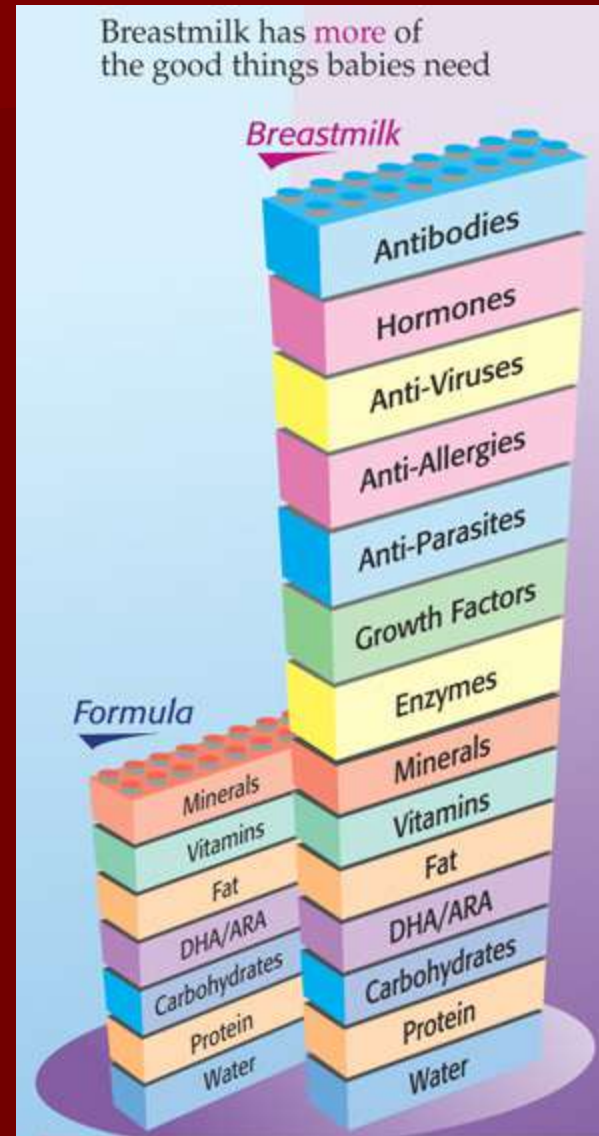 Breastmilk has more of
the good things babies need
Breastmilk
Antibodies
Hormones
Anti-Viruses
Anti-Allergies
Anti-Parasites
Growth Factors
Enzymes
Minerals
Vitamins
Fat
DHA/ARA
Carbohydrates
Protein
Water
Formula
Minerals
Vitamins
Fat
DHA/ARA
Carbohydrates
Protein
Water